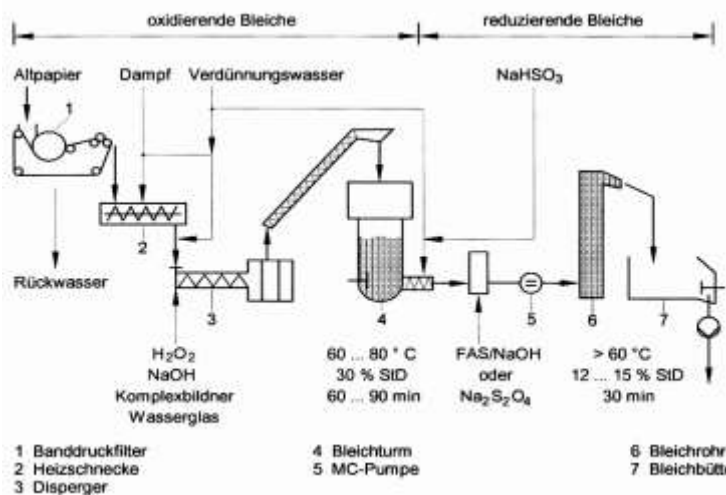 oxidierende Bleiche reduzierende Bleiche
Altpapier Dampf Verdünnungswasser NaHSO₃
1
2
Rückwasser
3 4 5 6 7
H₂O₂ 60 ... 80 ° C FAS/NaOH > 60 °C
NaOH 30 % StD oder 12 ... 15 % StD
Komplexbildner 60 ... 90 min Na₂S₂O₄ 30 min
Wasserglas
1 Banddruckfilter 4 Bleichturm 6 Bleichrohr
2 Heizschnecke 5 MC-Pumpe 7 Bleichbütt
3 Disperger